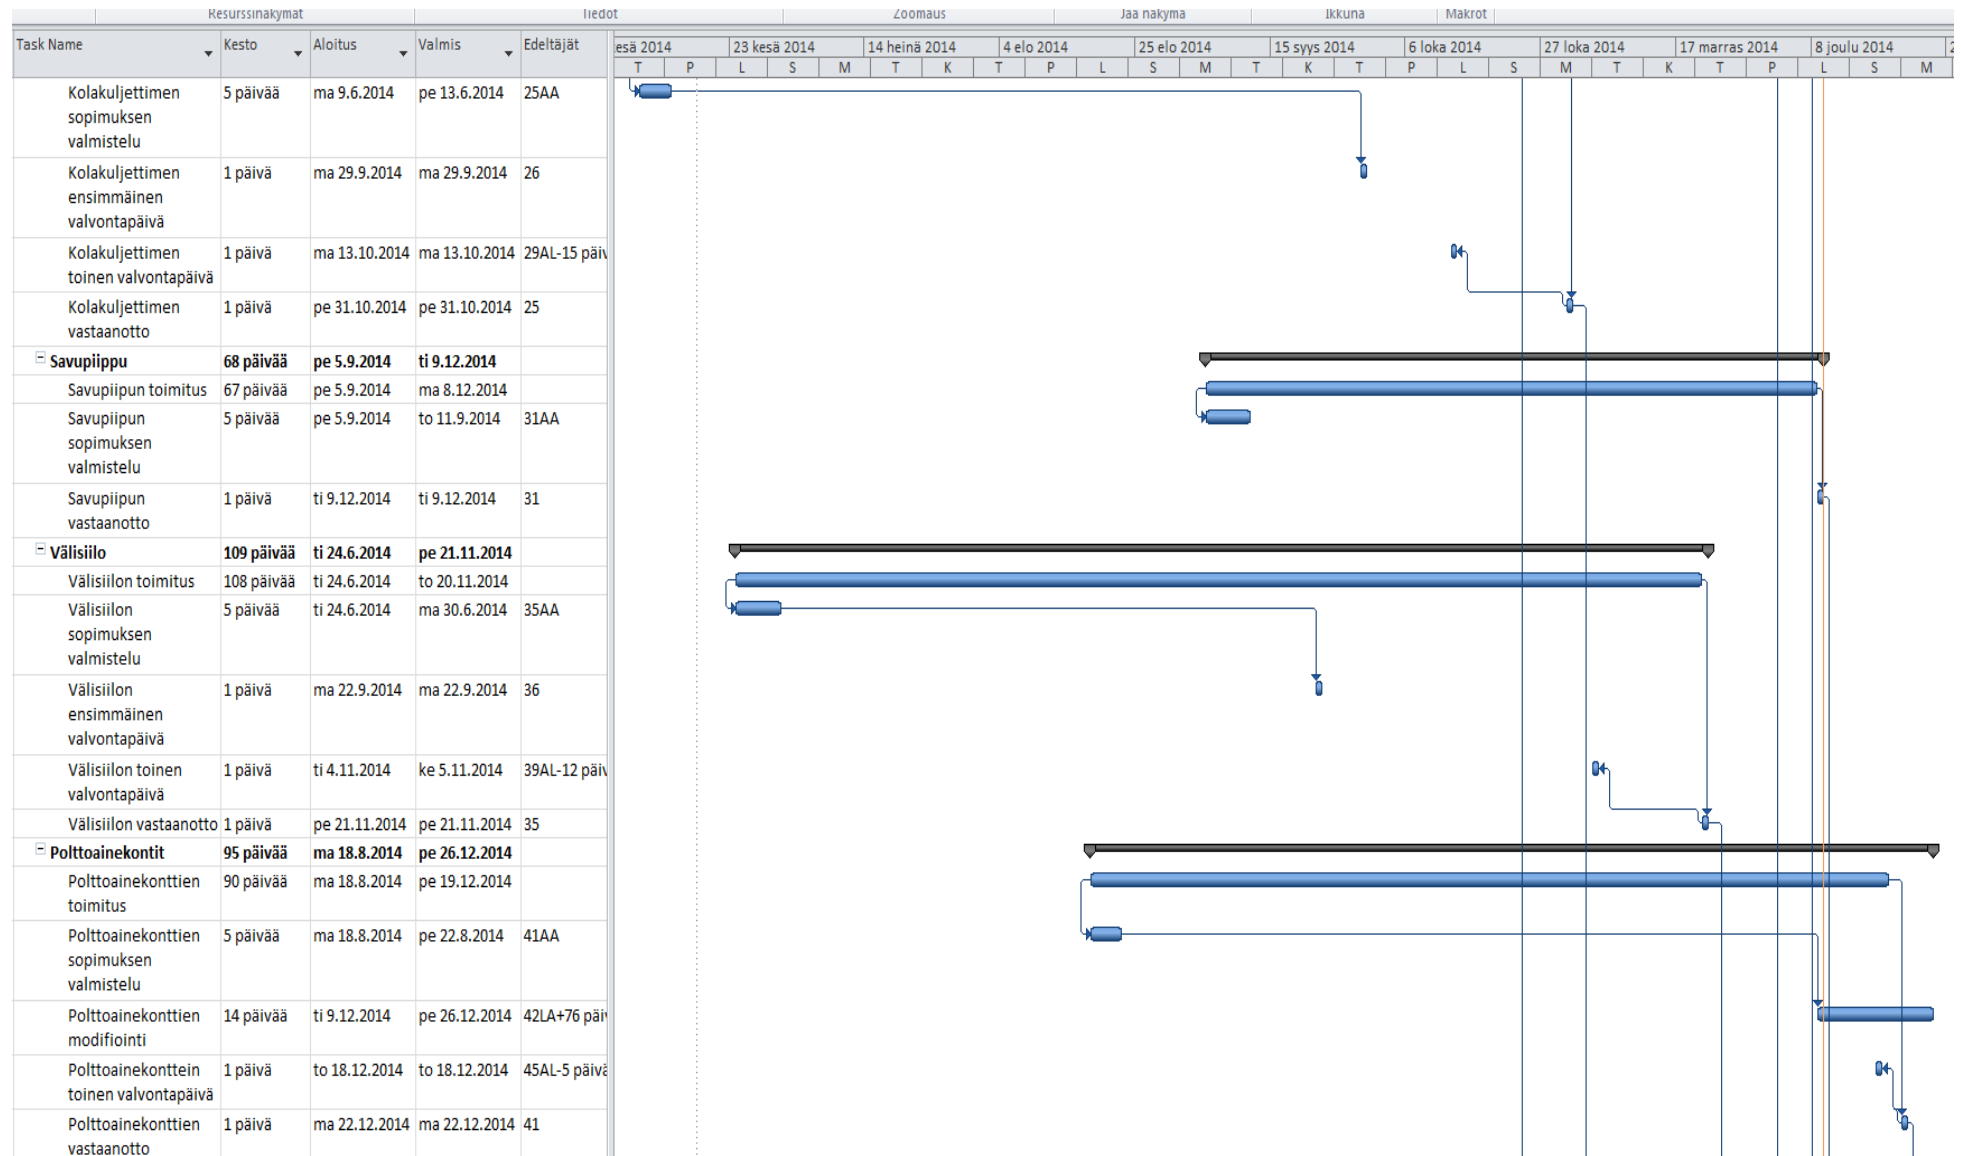 Resurssinäkymät Tiedot Zoomaus Jaa näkymä Ikkuna Makrot
Task Name Kesto Aloitus Valmis Edeltäjät
esä 2014 23 kesä 2014 14 heinä 2014 4 elo 2014 25 elo 2014 15 syys 2014 6 loka 2014 27 loka 2014 17 marras 2014 8 joulu 2014 2
T P L S M T K T P L S M T K T P L S M T K T P L S M
Kolakuljettimen 5 päivää ma 9.6.2014 pe 13.6.2014 25AA
sopimuksen
valmistelu
Kolakuljettimen 1 päivä ma 29.9.2014 ma 29.9.2014 26
ensimmäinen
valvontapäivä
Kolakuljettimen 1 päivä ma 13.10.2014 ma 13.10.2014 29AL-15 päiv
toinen valvontapäivä
Kolakuljettimen 1 päivä pe 31.10.2014 pe 31.10.2014 25
vastaanotto
Savupiippu 68 päivää pe 5.9.2014 ti 9.12.2014
Savupiipun toimitus 67 päivää pe 5.9.2014 ma 8.12.2014
Savupiipun 5 päivää pe 5.9.2014 to 11.9.2014 31AA
sopimuksen
valmistelu
Savupiipun 1 päivä ti 9.12.2014 ti 9.12.2014 31
vastaanotto
Välisiilo 109 päivää ti 24.6.2014 pe 21.11.2014
Välisiilon toimitus 108 päivää ti 24.6.2014 to 20.11.2014
Välisiilon 5 päivää ti 24.6.2014 ma 30.6.2014 35AA
sopimuksen
valmistelu
Välisiilon 1 päivä ma 22.9.2014 ma 22.9.2014 36
ensimmäinen
valvontapäivä
Välisiilon toinen 1 päivä ti 4.11.2014 ke 5.11.2014 39AL-12 päiv
valvontapäivä
Välisiilon vastaanotto 1 päivä pe 21.11.2014 pe 21.11.2014 35
Polttoainekontit 95 päivää ma 18.8.2014 pe 26.12.2014
Polttoainekonttien 90 päivää ma 18.8.2014 pe 19.12.2014
toimitus
Polttoainekonttien 5 päivää ma 18.8.2014 pe 22.8.2014 41AA
sopimuksen
valmistelu
Polttoainekonttien 14 päivää ti 9.12.2014 pe 26.12.2014 42LA+76 päiv
modifiointi
Polttoainekonttein 1 päivä to 18.12.2014 to 18.12.2014 45AL-5 päivä
toinen valvontapäivä
Polttoainekonttien 1 päivä ma 22.12.2014 ma 22.12.2014 41
vastaanotto